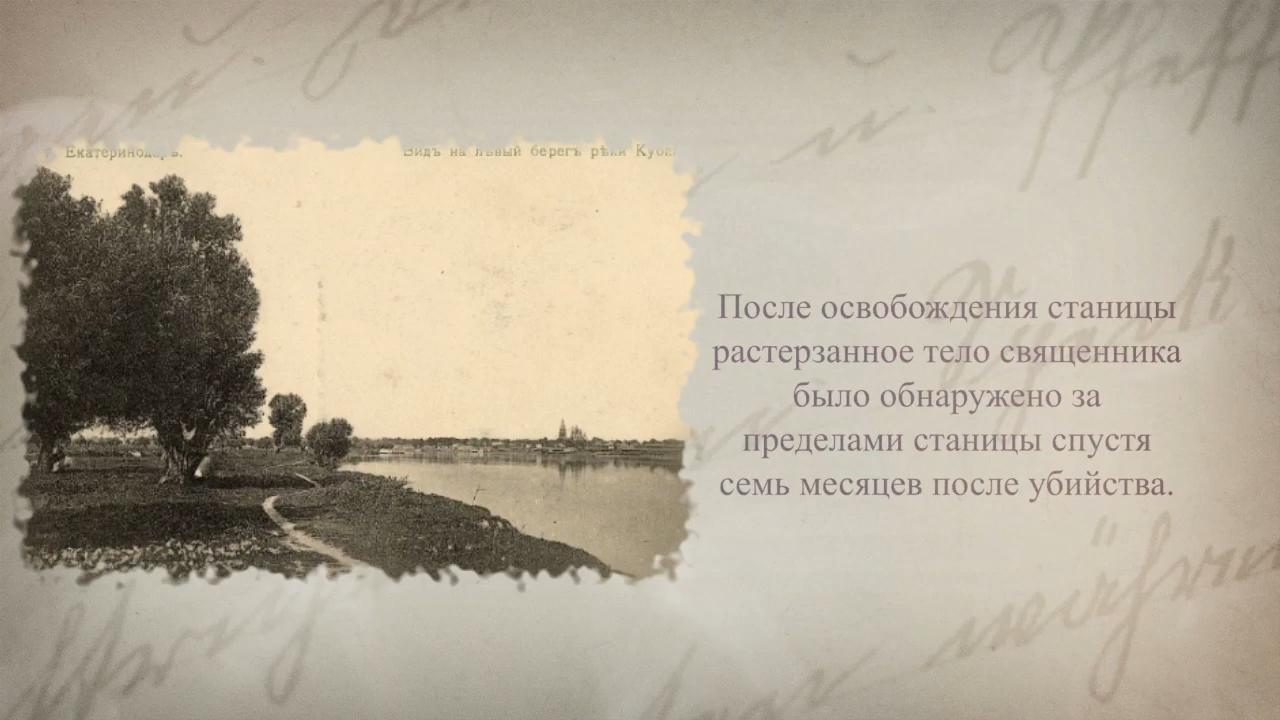 Екатеринодаръ.
Видъ на лѣвый берегъ рѣки
После освобождения станицы
растерзанное тело священника
было обнаружено за
пределами станицы спустя
семь месяцев после убийства.